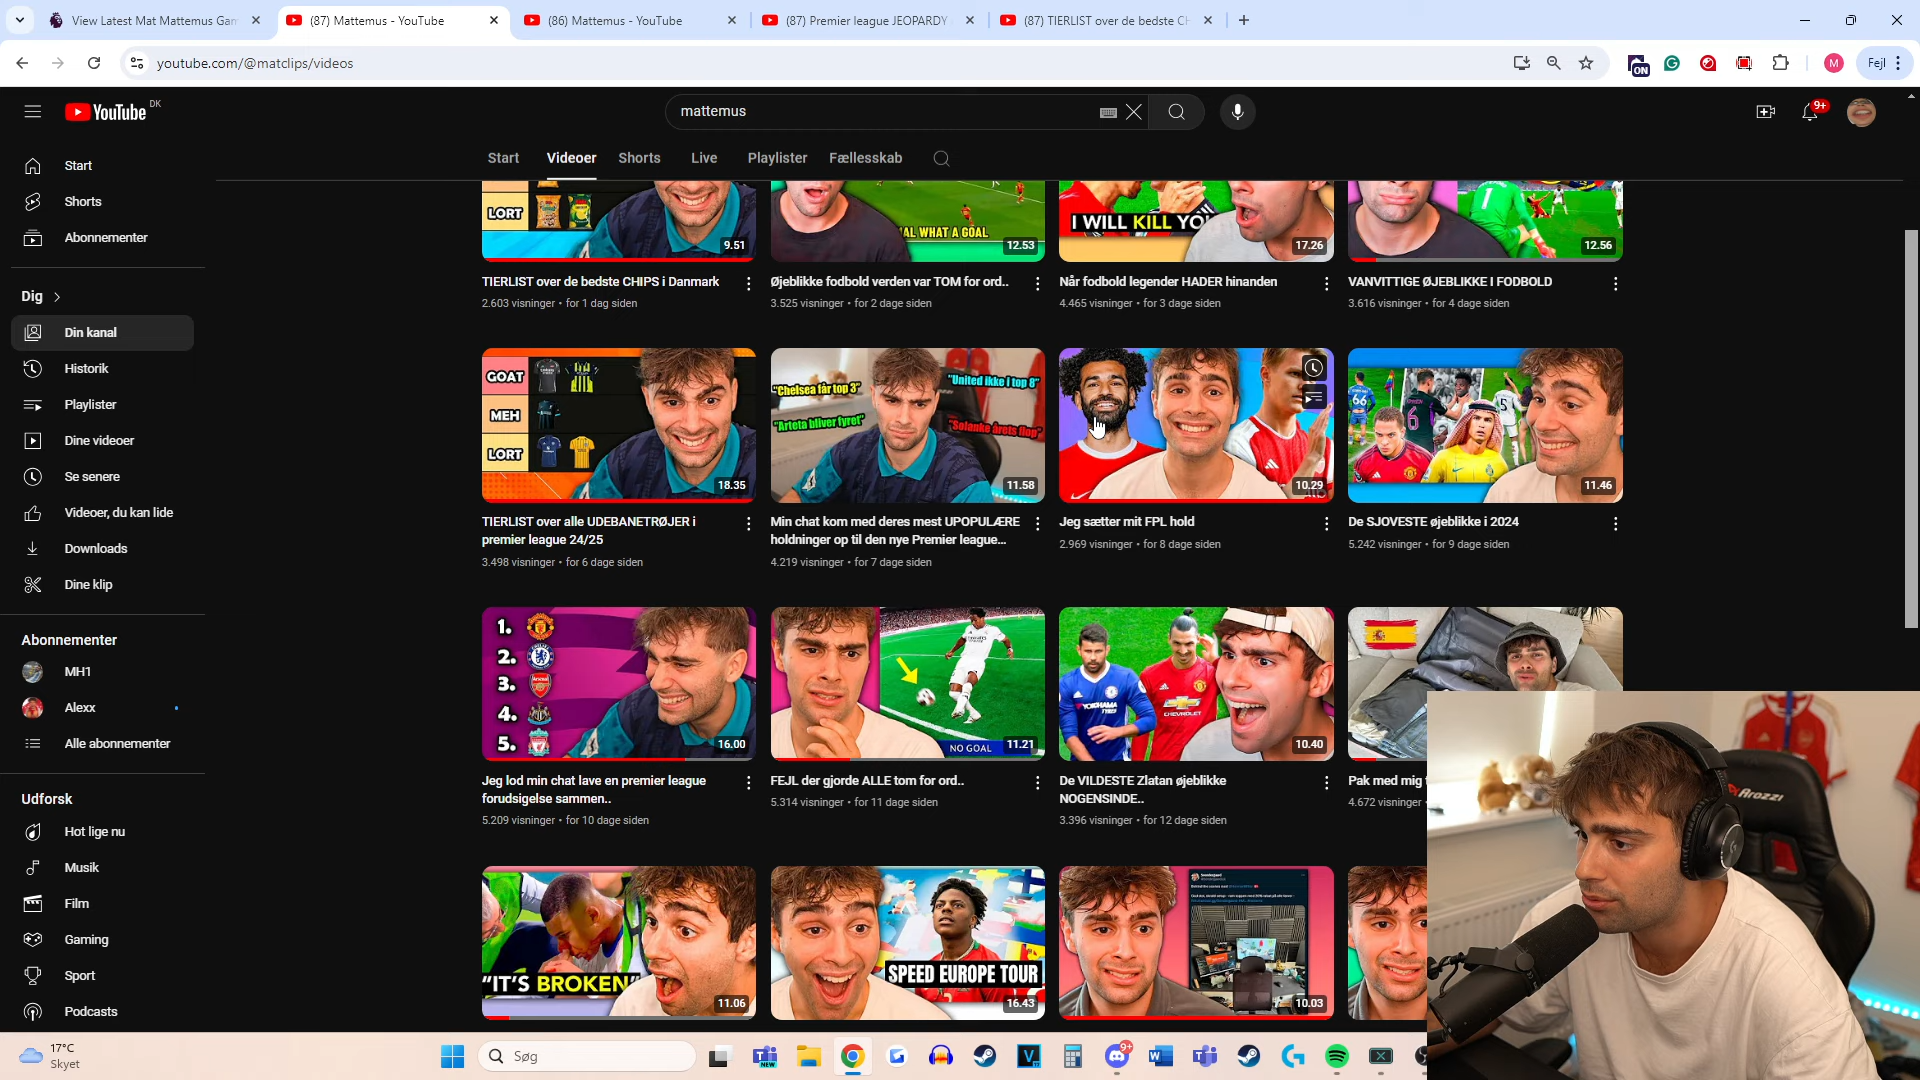 View Latest Mat Mattemus Gam
(87) Mattemus - YouTube
(86) Mattemus - YouTube
(87) Premier league JEOPARDY
(87) TIERLIST over de bedste CH
youtube.com/@matclips/videos
ON
M
Fejl
YouTube DK
mattemus
9+
Start
Videoer
Shorts
Live
Playlister
Fællesskab
Start
Shorts
Abonnementer
Dig
Din kanal
Historik
Playlister
Dine videoer
Se senere
Videoer, du kan lide
Downloads
Dine klip
Abonnementer
MH1
Alexx
Alle abonnementer
Udforsk
Hot lige nu
Musik
Film
Gaming
Sport
Podcasts
LORT
9.51
AL WHAT A GOAL
12.53
I WILL KILL YO
17.26
12.56
TIERLIST over de bedste CHIPS i Danmark
2.603 visninger • for 1 dag siden
Øjeblikke fodbold verden var TOM for ord..
3.525 visninger • for 2 dage siden
Når fodbold legender HADER hinanden
4.465 visninger • for 3 dage siden
VANVITTIGE ØJEBLIKKE I FODBOLD
3.616 visninger • for 4 dage siden
GOAT
MEH
LORT
18.35
"Chelsea får top 3"
"United ikke i top 8"
"Arteta bliver fyret"
"Solanke årets flop"
11.58
10.29
66
6
5
11.46
TIERLIST over alle UDEBANETRØJER i
premier league 24/25
3.498 visninger • for 6 dage siden
Min chat kom med deres mest UPOPULÆRE
holdninger op til den nye Premier league...
4.219 visninger • for 7 dage siden
Jeg sætter mit FPL hold
2.969 visninger • for 8 dage siden
De SJOVESTE øjeblikke i 2024
5.242 visninger • for 9 dage siden
1.
2.
3.
4.
5.
16.00
NO GOAL
11.21
YOKOHAMA
TYRES
CHEVROLET
10.40
Jeg lod min chat lave en premier league
forudsigelse sammen..
5.209 visninger • for 10 dage siden
FEJL der gjorde ALLE tom for ord..
5.314 visninger • for 11 dage siden
De VILDESTE Zlatan øjeblikke
NOGENSINDE..
3.396 visninger • for 12 dage siden
Pak med mig
4.672 visninger
"IT'S BROKEN"
11.06
SPEED EUROPE TOUR
16.43
10.03
Arozzi
17°C
Skyet
Søg
NEW
9+